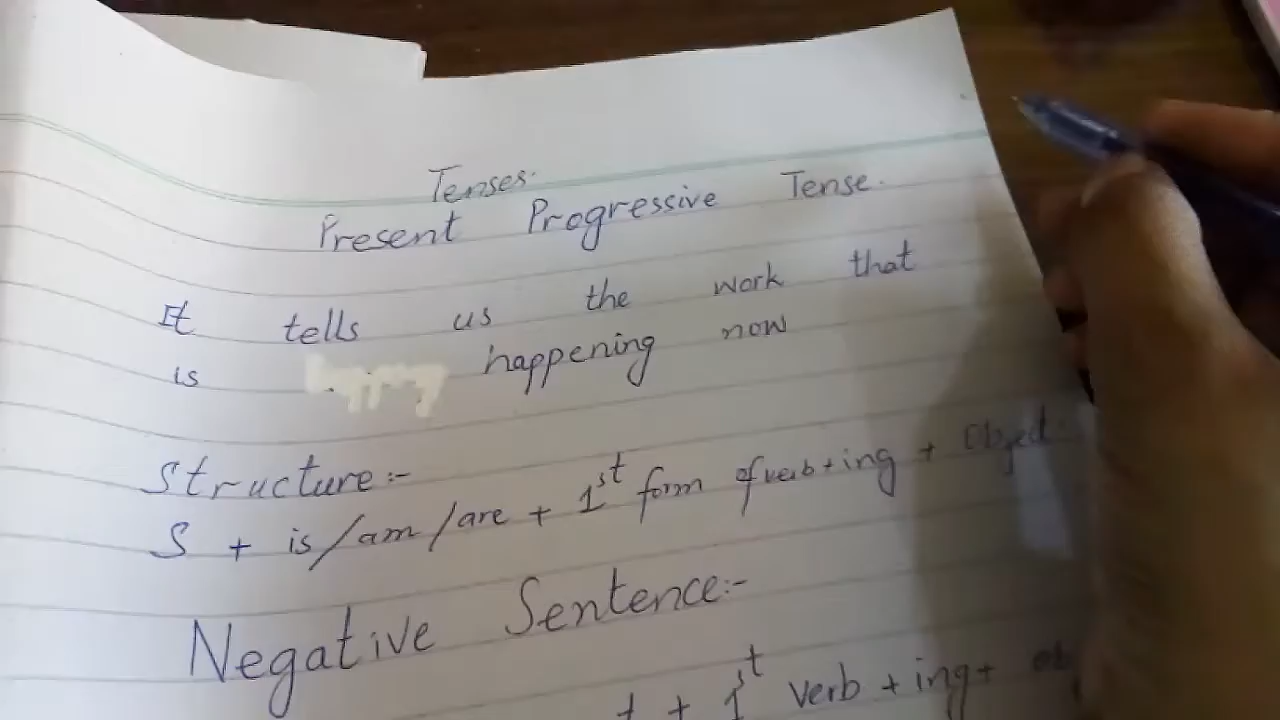 Tenses.
Present Progressive Tense.
It tells us the work that
is happening now
Structure:-
S + is/am/are + 1st form of verb+ing + Object.
Negative Sentence:-
+ 1st verb + ing+